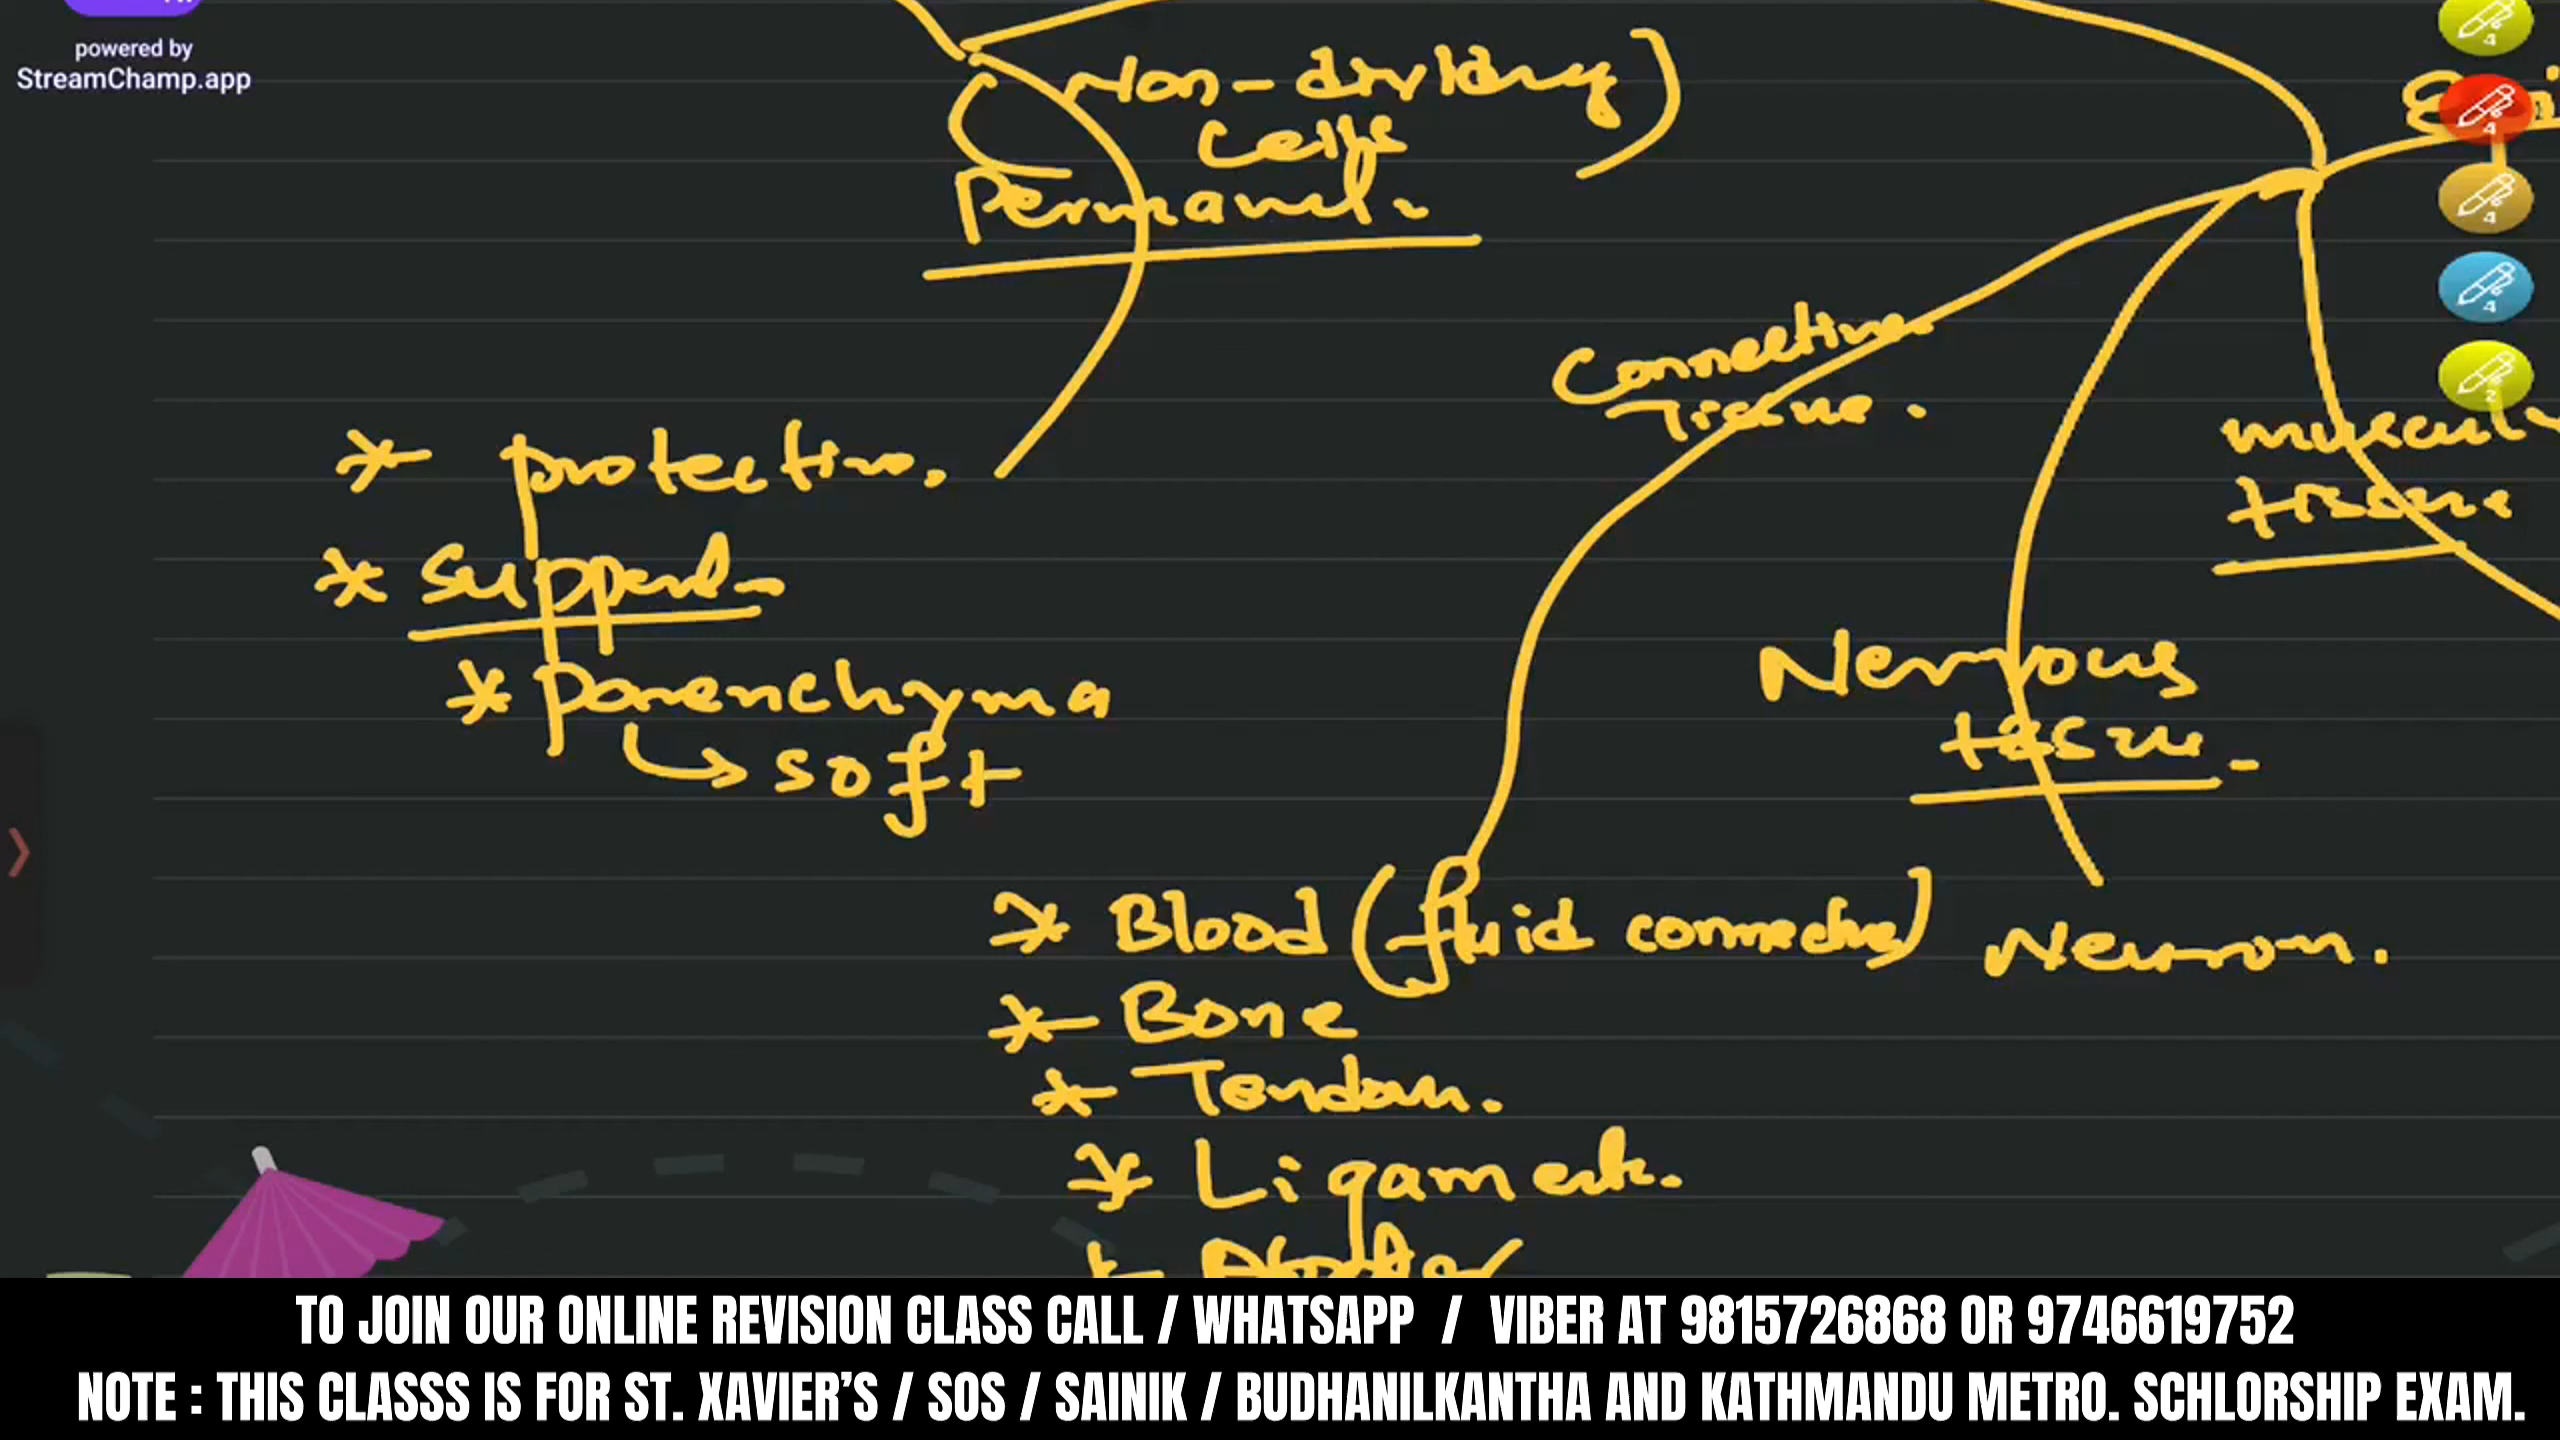 powered by
StreamChamp.app
(Non-dividing
cells)
Permanent
Connective
Tissue.
muscul
tissue
* protective.
* Support
* Parenchyma
↳ soft
Nervous
tissue
Neuron.
* Blood (fluid connective)
* Bone
* Tendon.
* Ligament.
TO JOIN OUR ONLINE REVISION CLASS CALL / WHATSAPP / VIBER AT 9815726868 OR 9746619752
NOTE : THIS CLASSS IS FOR ST. XAVIER'S / SOS / SAINIK / BUDHANILKANTHA AND KATHMANDU METRO. SCHLORSHIP EXAM.